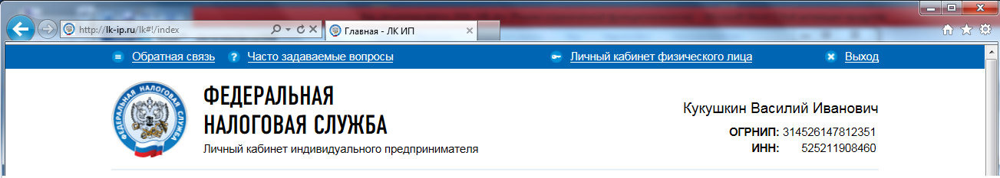 http://lk-ip.ru/lk#!/index
Главная - ЛК ИП
Обратная связь
? Часто задаваемые вопросы
Личный кабинет физического лица
Выход
ФЕДЕРАЛЬНАЯ НАЛОГОВАЯ СЛУЖБА
ФЕДЕРАЛЬНАЯ
НАЛОГОВАЯ СЛУЖБА
Личный кабинет индивидуального предпринимателя
Кукушкин Василий Иванович
ОГРНИП: 314526147812351
ИНН: 525211908460